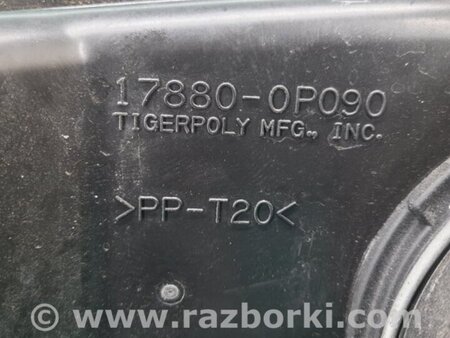 17880-0P090
TIGERPOLY MFG., INC.
>PP-T20<
© www.razborki.com